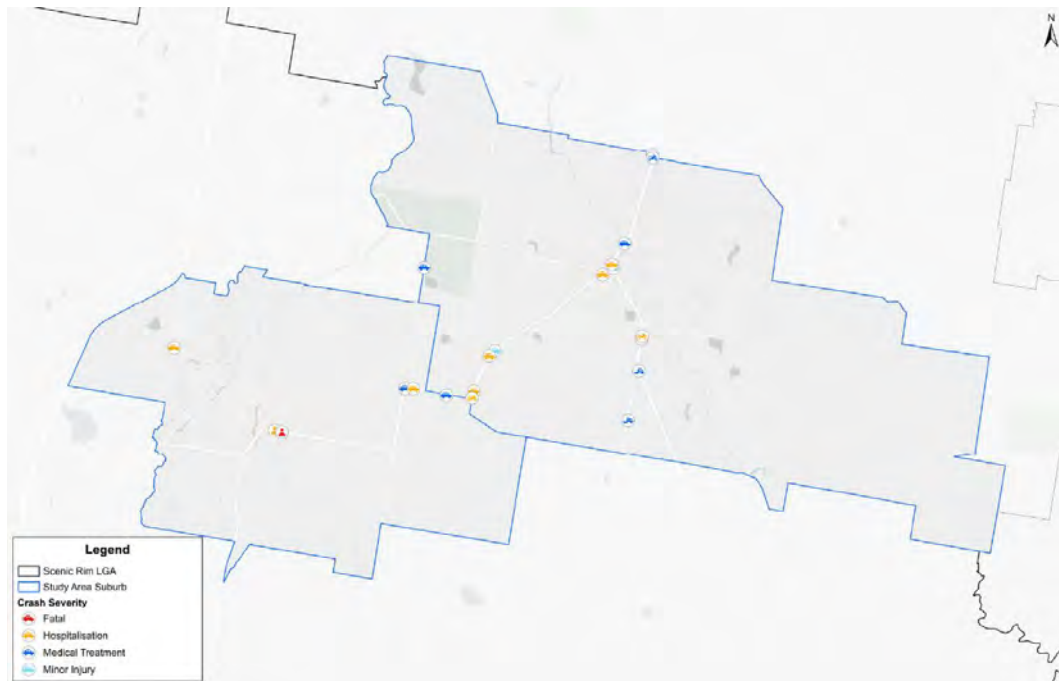 N
Legend
Scenic Rim LGA
Study Area Suburb
Crash Severity
Fatal
Hospitalisation
Medical Treatment
Minor Injury